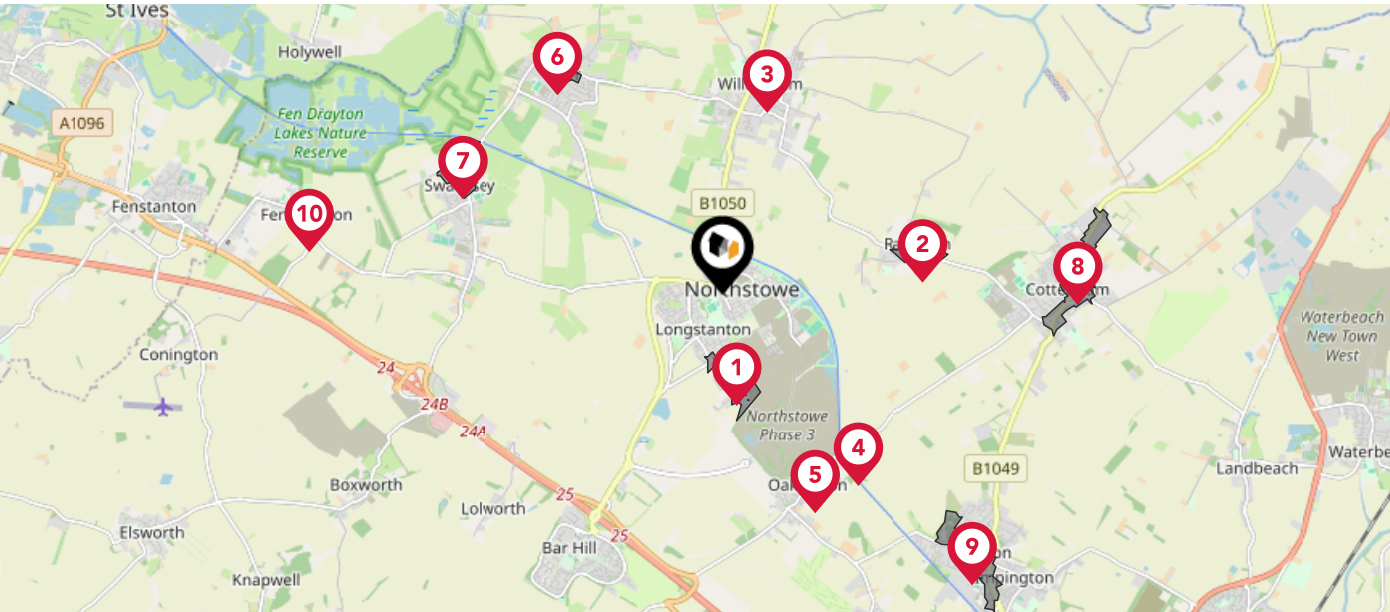 St Ives
Holywell
6
3
A1096
Fen Drayton
Lakes Nature
Reserve
7
Fenstanton
10
B1050
2
8
Northstowe
Longstanton
Waterbeach
New Town
West
Conington
24
1
24B
Northstowe
Phase 3
24A
4
B1049
5
Landbeach
Boxworth
25
Lolworth
Elsworth
25
Bar Hill
9
Knapwell